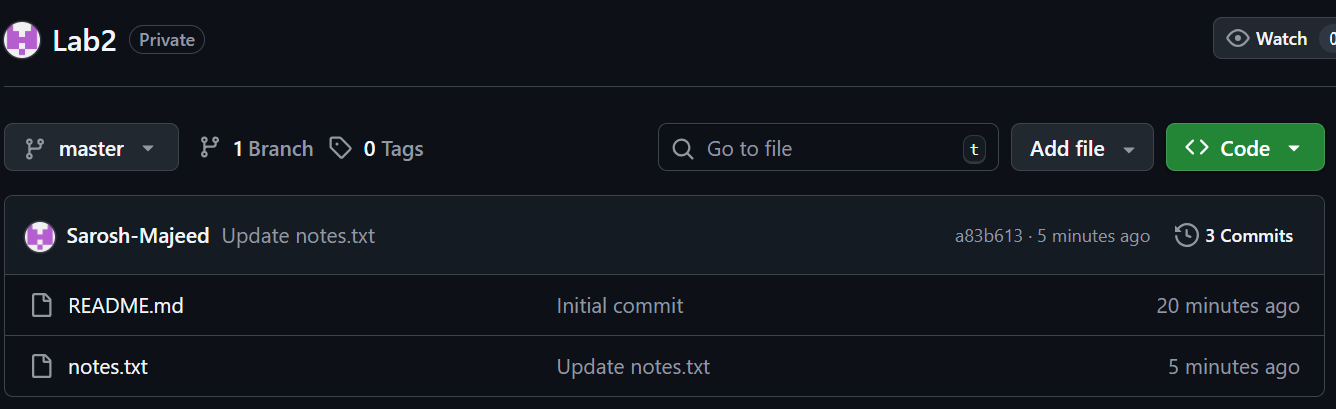 Lab2 Private
Watch 0
master 1 Branch 0 Tags Go to file t Add file Code
Sarosh-Majeed Update notes.txt a83b613 · 5 minutes ago 3 Commits
README.md Initial commit 20 minutes ago
notes.txt Update notes.txt 5 minutes ago